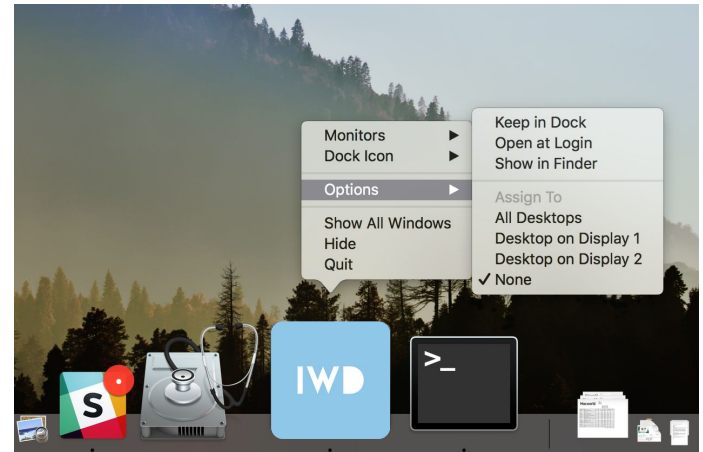 Monitors
Dock Icon
Options
Show All Windows
Hide
Quit
Keep in Dock
Open at Login
Show in Finder
Assign To
All Desktops
Desktop on Display 1
Desktop on Display 2
None
S
IWD
>_